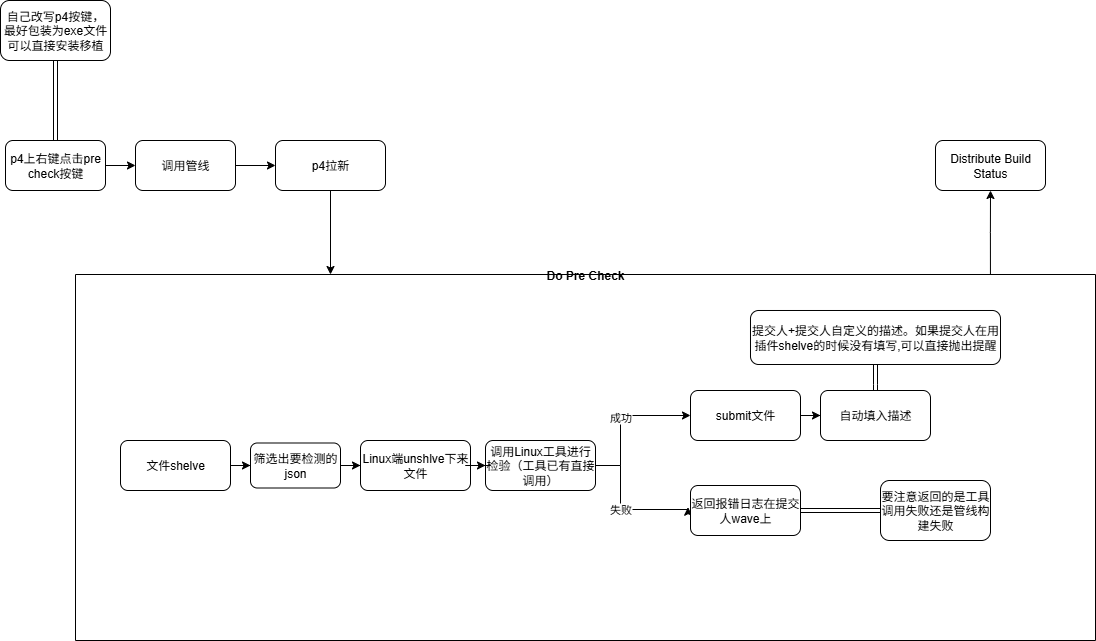 自己改写p4按键，
最好包装为exe文件
可以直接安装移植
p4上右键点击pre
check按键
调用管线
p4拉新
Distribute Build
Status
Do Pre Check
提交人+提交人自定义的描述。如果提交人在用
插件shelve的时候没有填写,可以直接抛出提醒
成功
submit文件
自动填入描述
文件shelve
筛选出要检测的
json
Linux端unshlve下来
文件
调用Linux工具进行
检验（工具已有直接
调用）
失败
返回报错日志在提交
人wave上
要注意返回的是工具
调用失败还是管线构
建失败